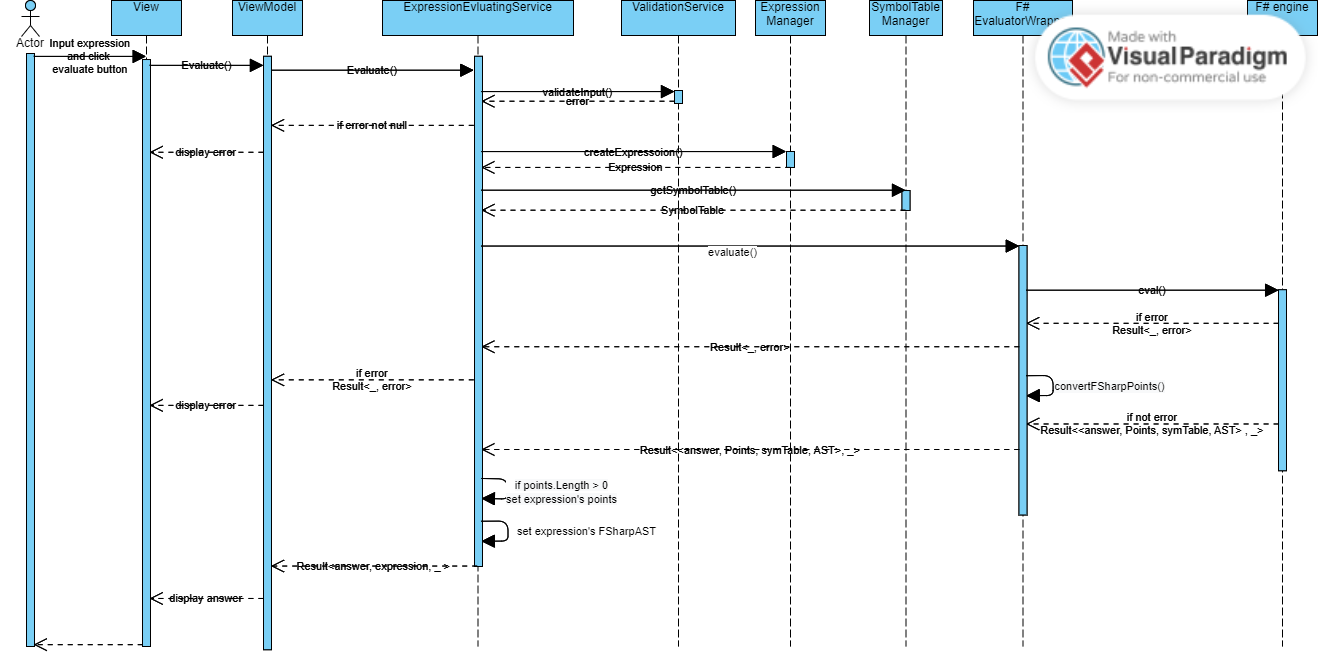 View
ViewModel
ExpressionEvluatingService
ValidationService
Expression
Manager
SymbolTable
Manager
F#
EvaluatorWrapp
F# engine
Made with
VisualParadigm
For non-commercial use
Actor
Input expression
and click
evaluate button
Evaluate()
Evaluate()
validateInput()
error
if error not null
display error
createExpressoion()
Expression
getSymbolTable()
SymbolTable
evaluate()
eval()
if error
Result<_, error>
Result<_, error>
if error
Result<_, error>
convertFSharpPoints()
display error
if not error
Result<<answer, Points, symTable, AST> , _>
Result<<answer, Points, symTable, AST>, _>
if points.Length > 0
set expression's points
set expression's FSharpAST
Result<answer, expression, _ >
display answer